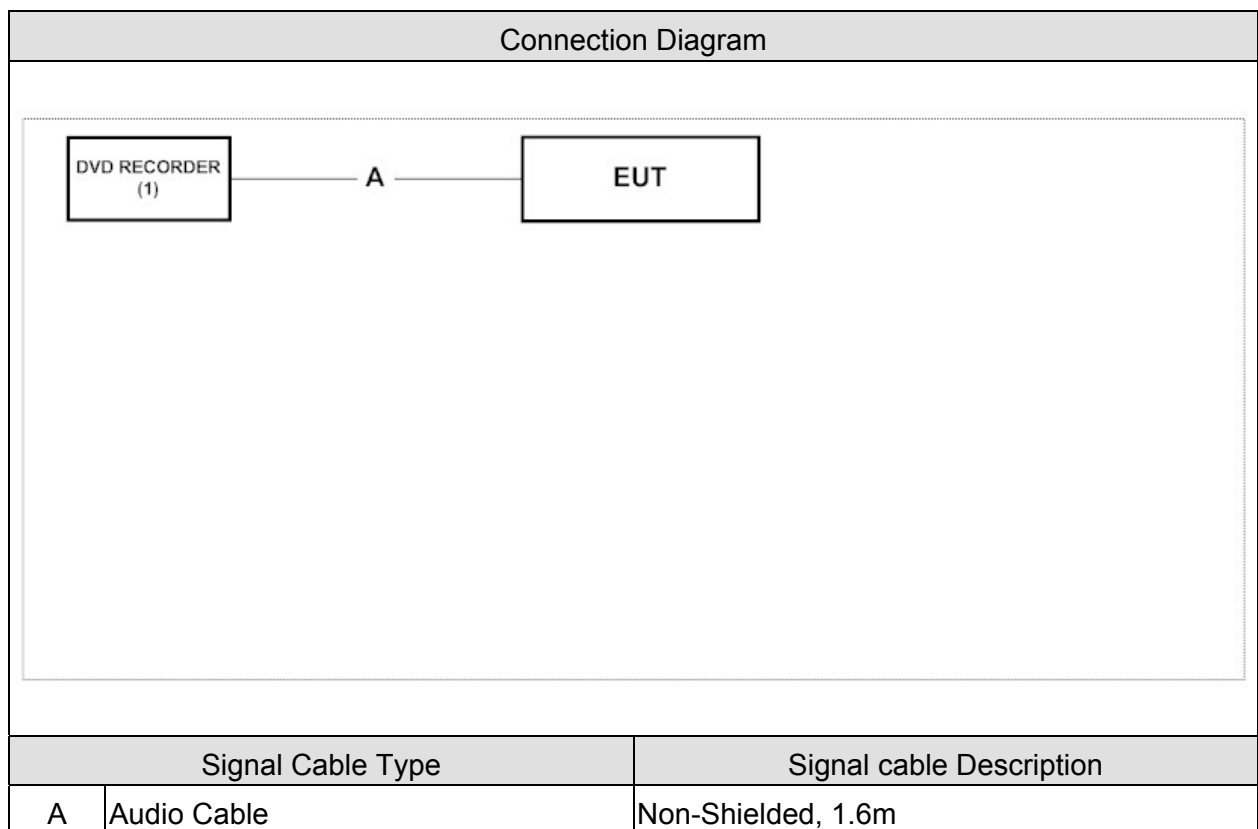 Connection Diagram
DVD RECORDER
(1)
A
EUT
Signal Cable Type Signal cable Description
A Audio Cable Non-Shielded, 1.6m